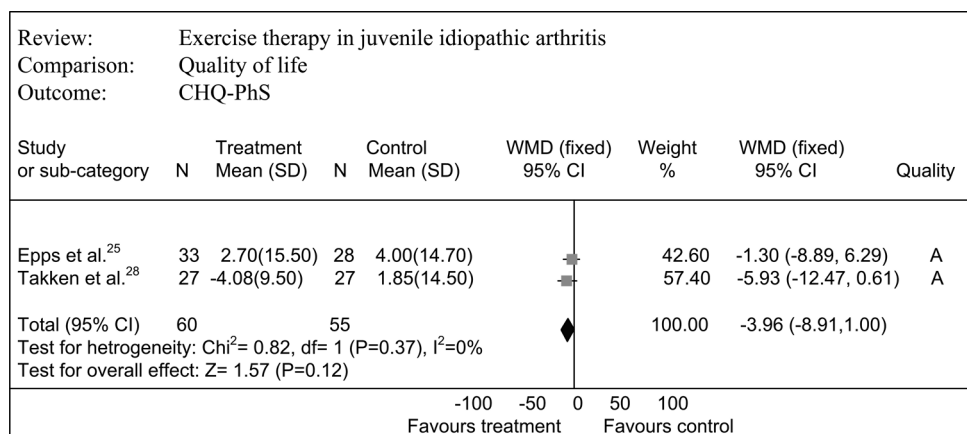 Review: Exercise therapy in juvenile idiopathic arthritis
Comparison: Quality of life
Outcome: CHQ-PhS
Study Treatment Control WMD (fixed) Weight WMD (fixed)
or sub-category N Mean (SD) N Mean (SD) 95% CI % 95% CI Quality
Epps et al.25 33 2.70(15.50) 28 4.00(14.70) 42.60 -1.30 (-8.89, 6.29) A
Takken et al.28 27 -4.08(9.50) 27 1.85(14.50) 57.40 -5.93 (-12.47, 0.61) A
Total (95% CI) 60 55 100.00 -3.96 (-8.91,1.00)
Test for hetrogeneity: Chi2= 0.82, df= 1 (P=0.37), I2=0%
Test for overall effect: Z= 1.57 (P=0.12)
-100 -50 0 50 100
Favours treatment Favours control